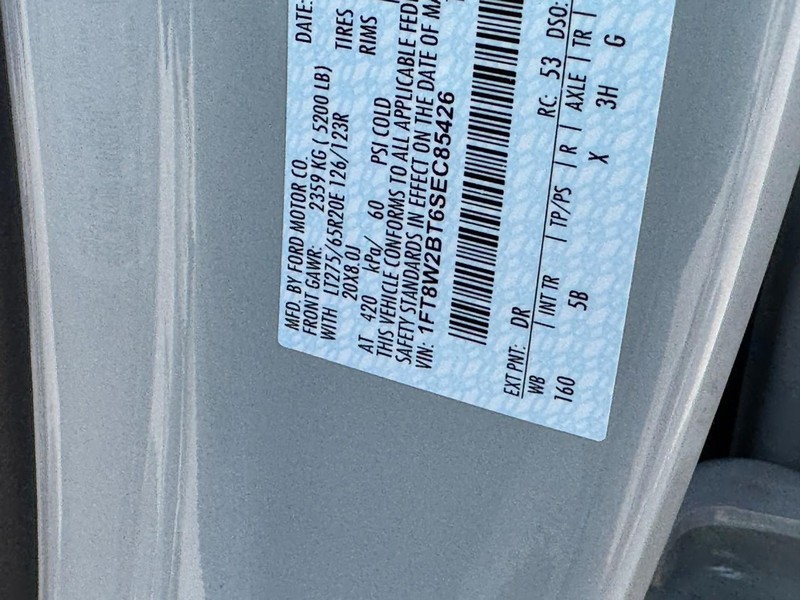 MFD. BY FORD MOTOR CO.
DATE:
FRONT GAWR: 2359 KG ( 5200 LB)
WITH LT275/65R20E 126/123R TIRES
20X8.0J RIMS
AT 420 kPa/ 60 PSI COLD
THIS VEHICLE CONFORMS TO ALL APPLICABLE FEDE
SAFETY STANDARDS IN EFFECT ON THE DATE OF MA
VIN: 1FT8W2BT6SEC85426
EXT PNT: DR RC: 53 DSO:
WB INT TR TP/PS R AXLE TR
160 5B X 3H G